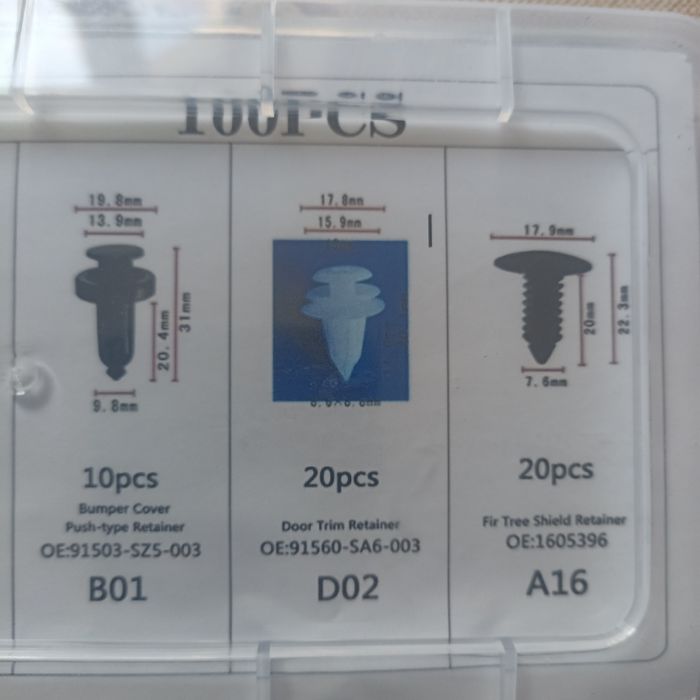 100PCS
19.8mm
13.9mm
31mm
20.4mm
9.8mm
10pcs
Bumper Cover
Push-type Retainer
OE:91503-SZ5-003
B01
17.8mm
15.9mm
20pcs
Door Trim Retainer
OE:91560-SA6-003
D02
17.9mm
20mm
22.3mm
7.6mm
20pcs
Fir Tree Shield Retainer
OE:1605396
A16